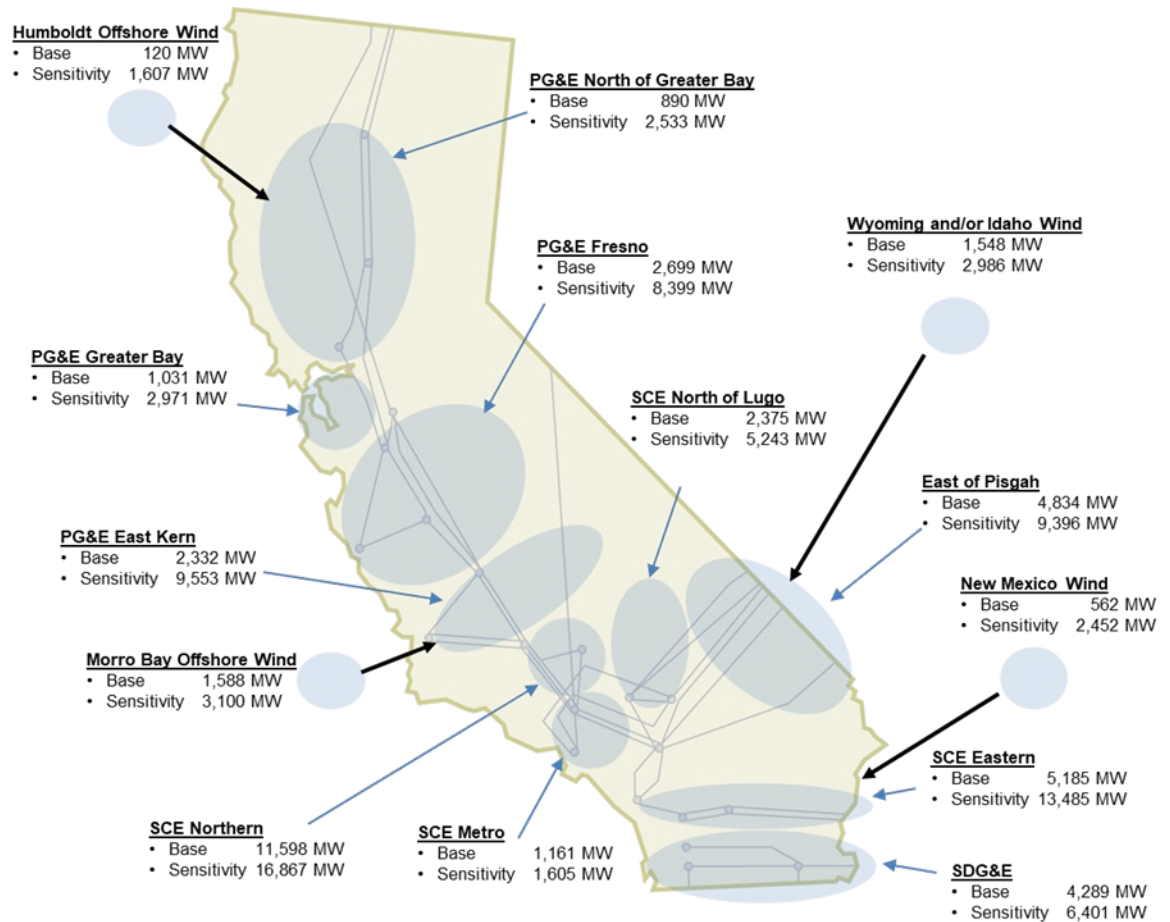 Humboldt Offshore Wind
• Base 120 MW
• Sensitivity 1,607 MW
PG&E North of Greater Bay
• Base 890 MW
• Sensitivity 2,533 MW
Wyoming and/or Idaho Wind
• Base 1,548 MW
• Sensitivity 2,986 MW
PG&E Fresno
• Base 2,699 MW
• Sensitivity 8,399 MW
PG&E Greater Bay
• Base 1,031 MW
• Sensitivity 2,971 MW
SCE North of Lugo
• Base 2,375 MW
• Sensitivity 5,243 MW
East of Pisgah
• Base 4,834 MW
• Sensitivity 9,396 MW
PG&E East Kern
• Base 2,332 MW
• Sensitivity 9,553 MW
New Mexico Wind
• Base 562 MW
• Sensitivity 2,452 MW
Morro Bay Offshore Wind
• Base 1,588 MW
• Sensitivity 3,100 MW
SCE Eastern
• Base 5,185 MW
• Sensitivity 13,485 MW
SCE Northern
• Base 11,598 MW
• Sensitivity 16,867 MW
SCE Metro
• Base 1,161 MW
• Sensitivity 1,605 MW
SDG&E
• Base 4,289 MW
• Sensitivity 6,401 MW